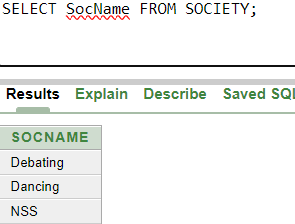 SELECT SocName FROM SOCIETY;
Results Explain Describe Saved SQL
SOCNAME
Debating
Dancing
NSS